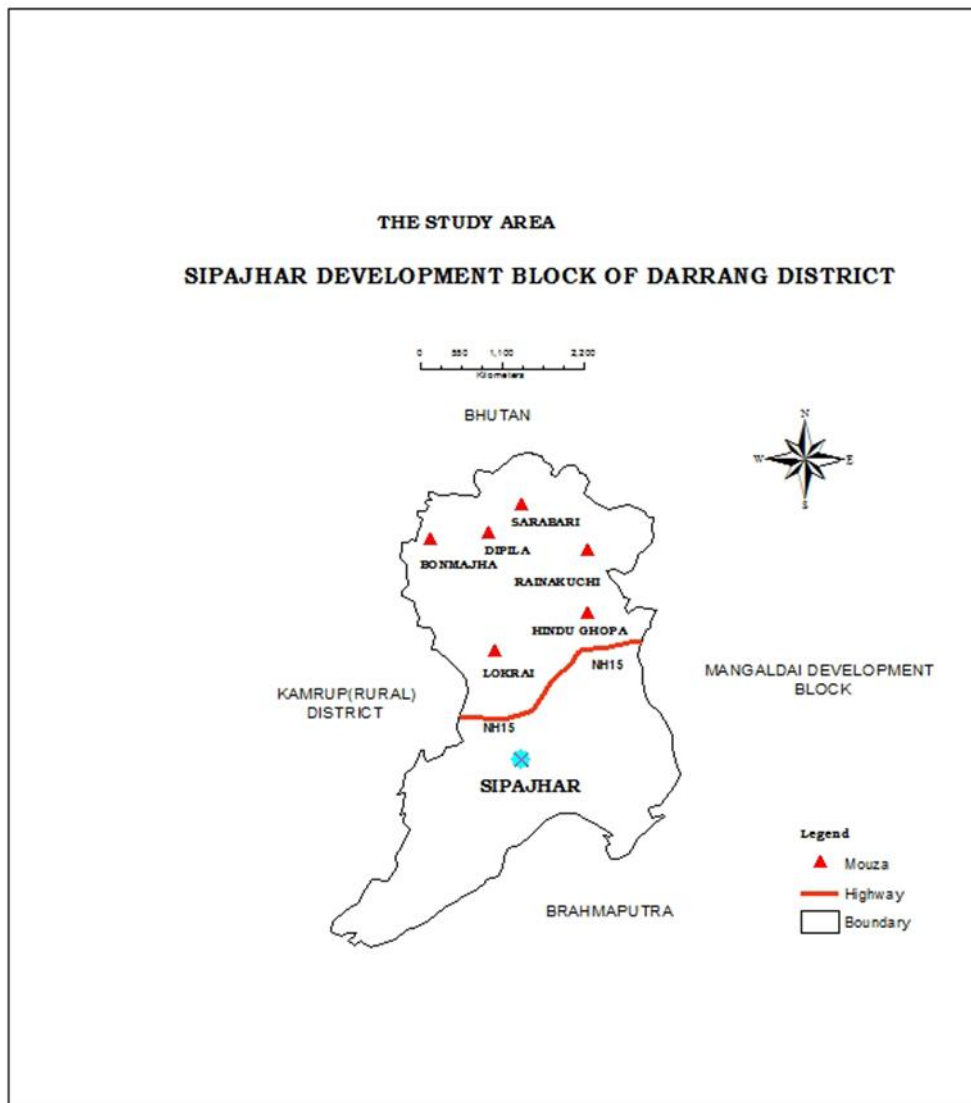 THE STUDY AREA
SIPAJHAR DEVELOPMENT BLOCK OF DARRANG DISTRICT
0 550 1,100 2,200
Kilometers
BHUTAN
N
W E
S
SARABARI
DIPILA
BONMAJHA
RAINAKUCHI
HINDU GHOPA
LOKRAI
NH15
MANGALDAI DEVELOPMENT
BLOCK
KAMRUP(RURAL)
DISTRICT
NH15
SIPAJHAR
Legend
Mouza
Highway
Boundary
BRAHMAPUTRA